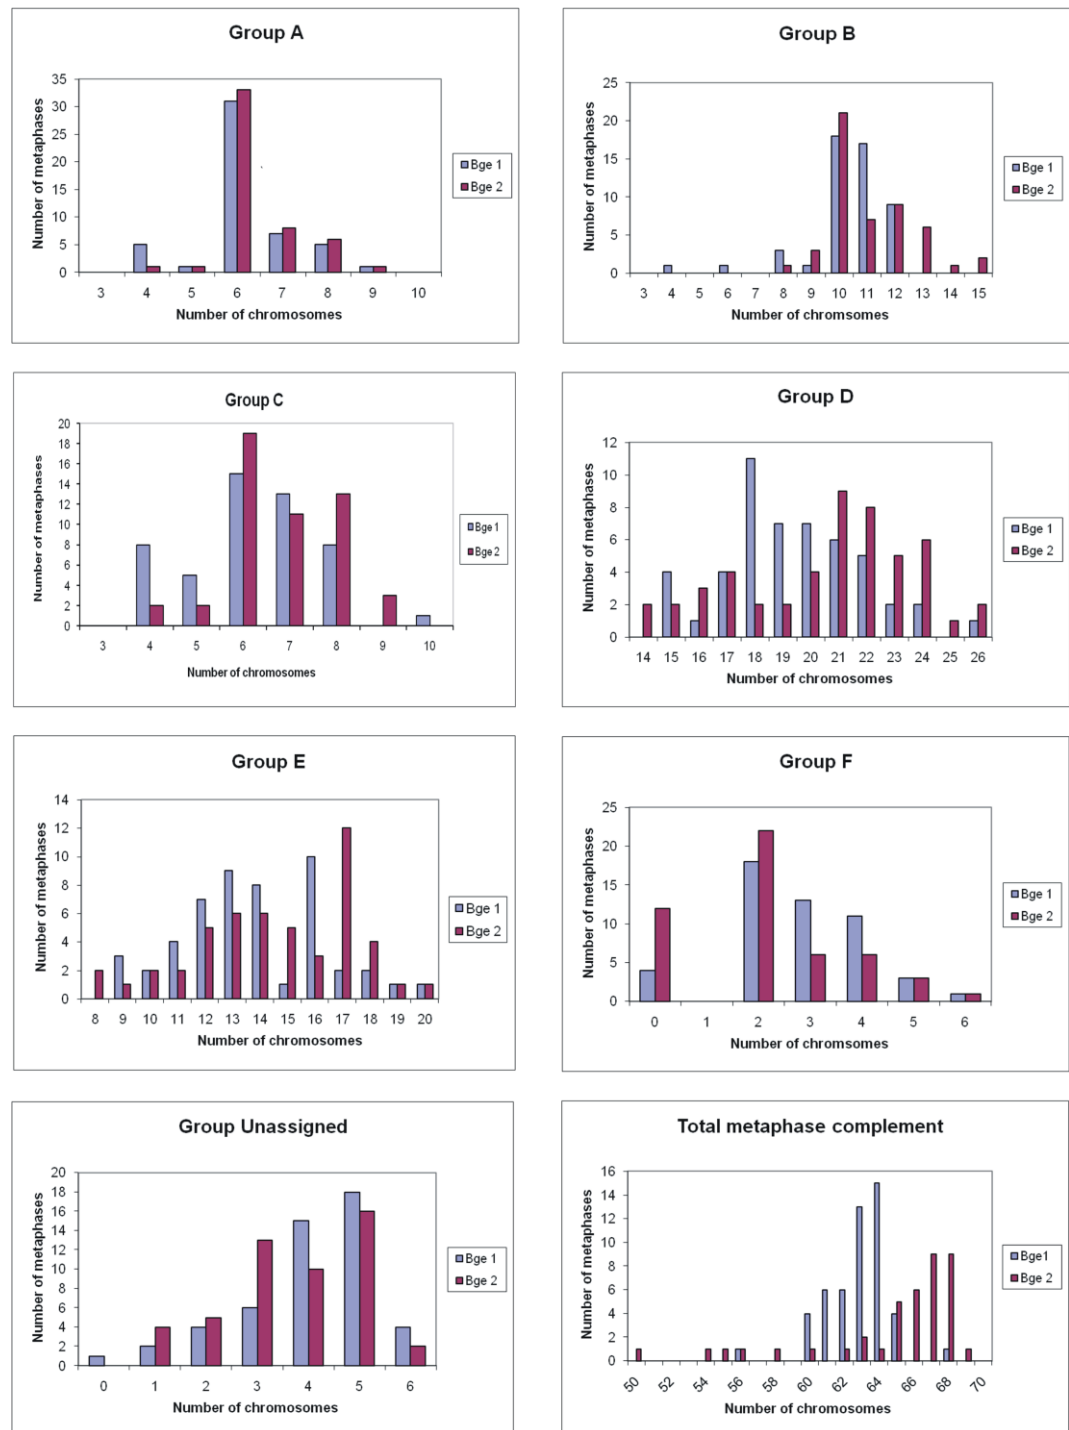 Group A
Number of metaphases
35
30
25
20
15
10
5
0
3 4 5 6 7 8 9 10
Number of chromosomes
Bge 1
Bge 2
Group B
Number of metaphases
25
20
15
10
5
0
3 4 5 6 7 8 9 10 11 12 13 14 15
Number of chromsomes
Bge 1
Bge 2
Group C
Number of metaphases
20
18
16
14
12
10
8
6
4
2
0
3 4 5 6 7 8 9 10
Number of chromosomes
Bge 1
Bge 2
Group D
Number of metaphases
12
10
8
6
4
2
0
14 15 16 17 18 19 20 21 22 23 24 25 26
Number of chromosomes
Bge 1
Bge 2
Group E
Number of metaphases
14
12
10
8
6
4
2
0
8 9 10 11 12 13 14 15 16 17 18 19 20
Number of chromosomes
Bge 1
Bge 2
Group F
Number of metaphases
25
20
15
10
5
0
0 1 2 3 4 5 6
Number of chromsomes
Bge 1
Bge 2
Group Unassigned
Number of metaphases
20
18
16
14
12
10
8
6
4
2
0
0 1 2 3 4 5 6
Number of chromosomes
Bge 1
Bge 2
Total metaphase complement
Number of metaphases
16
14
12
10
8
6
4
2
0
50 52 54 56 58 60 62 64 66 68 70
Number of chromosomes
Bge1
Bge 2